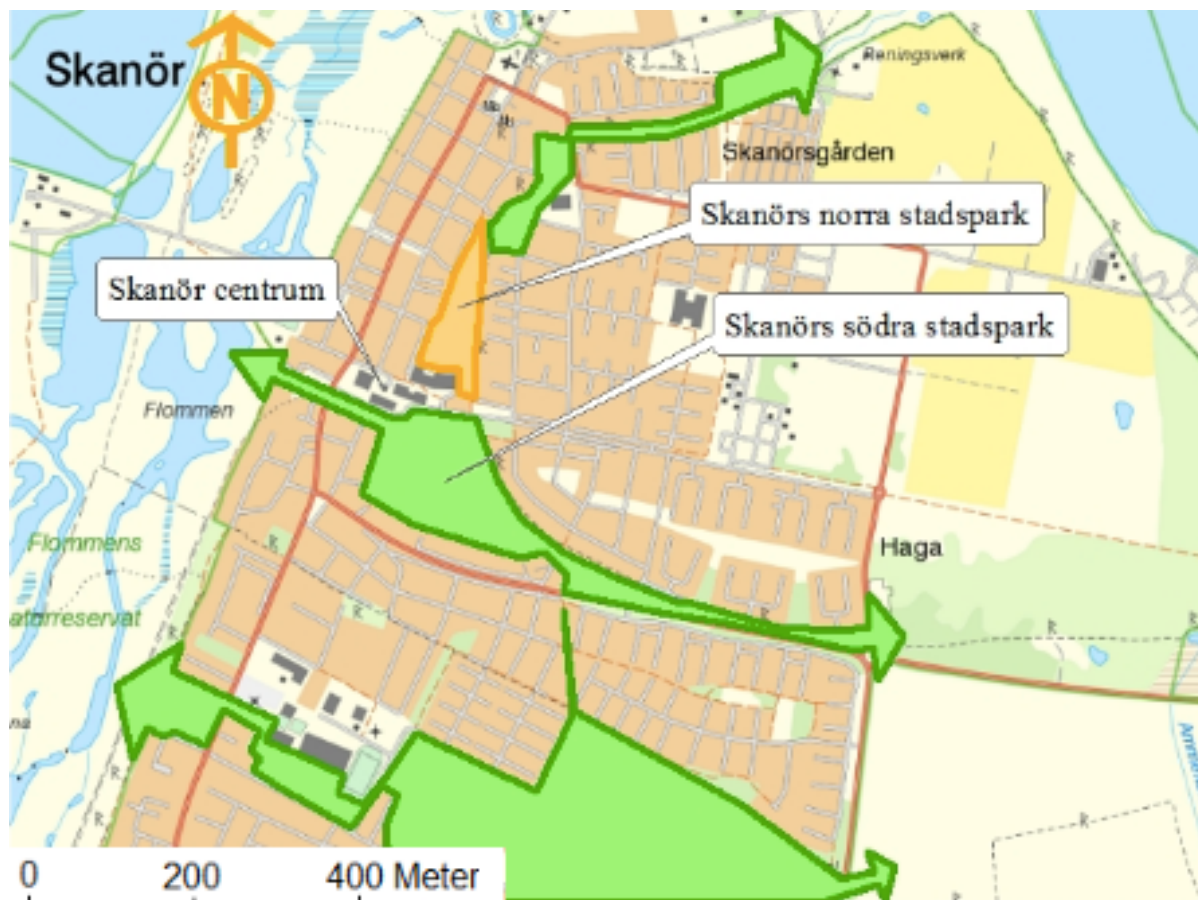 Skanör
N
Reningsverk
Skanörsgården
Skanörs norra stadspark
Skanör centrum
Skanörs södra stadspark
Flommen
Flommens
Haga
0 200 400 Meter